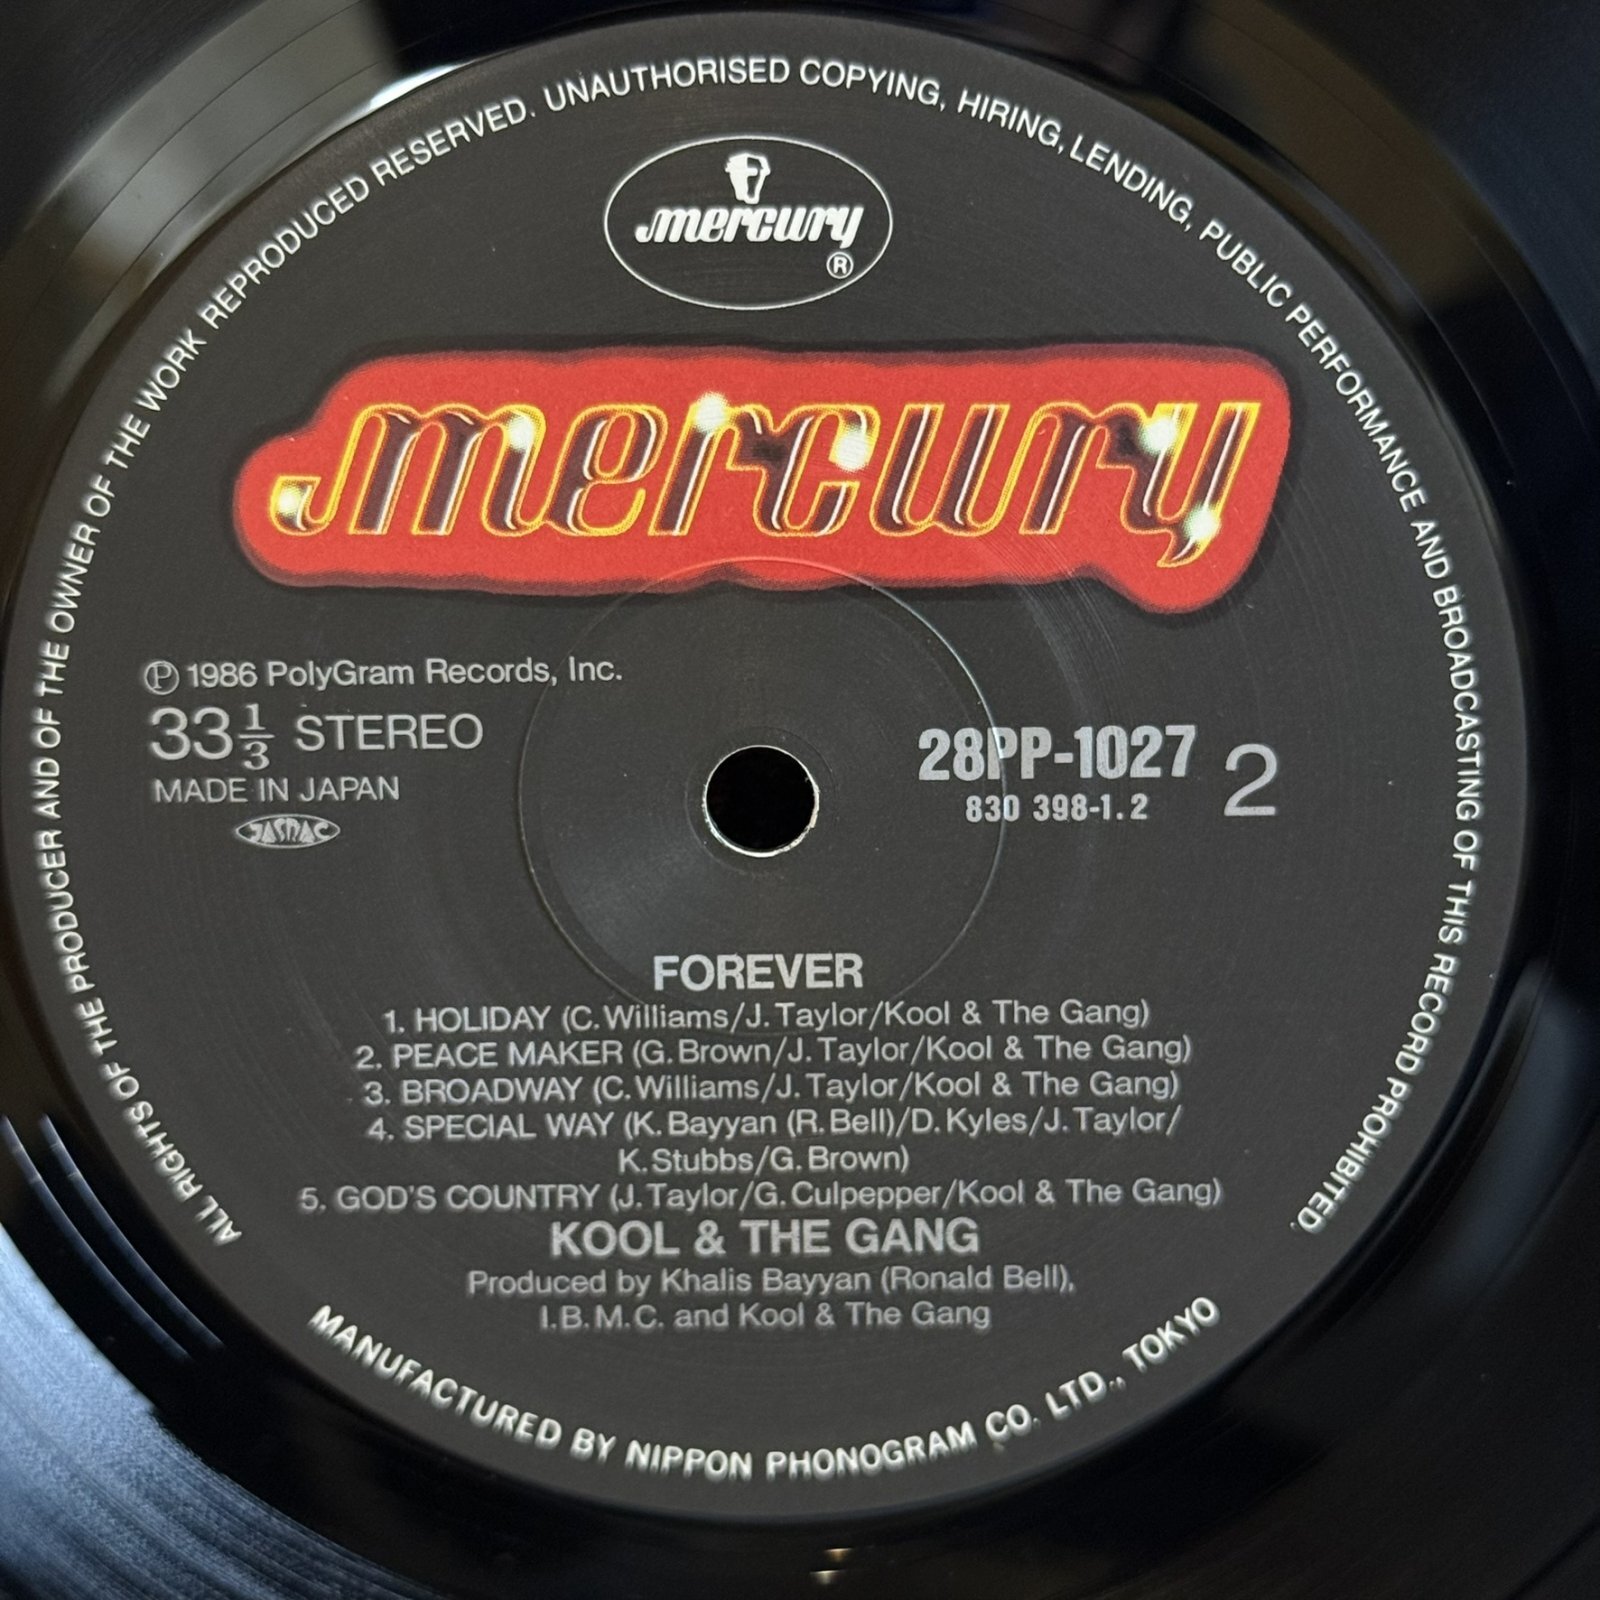 ALL RIGHTS OF THE PRODUCER AND OF THE OWNER OF THE WORK REPRODUCED RESERVED. UNAUTHORISED COPYING, HIRING, LENDING, PUBLIC PERFORMANCE AND BROADCASTING OF THIS RECORD PROHIBITED.
mercury
®
mercury
℗ 1986 PolyGram Records, Inc.
33 1/3 STEREO
MADE IN JAPAN
JASRAC
28PP-1027
830 398-1.2
2
FOREVER
1. HOLIDAY (C.Williams/J.Taylor/Kool & The Gang)
2. PEACE MAKER (G.Brown/J.Taylor/Kool & The Gang)
3. BROADWAY (C.Williams/J.Taylor/Kool & The Gang)
4. SPECIAL WAY (K.Bayyan (R.Bell)/D.Kyles/J.Taylor/
K.Stubbs/G.Brown)
5. GOD'S COUNTRY (J.Taylor/G.Culpepper/Kool & The Gang)
KOOL & THE GANG
Produced by Khalis Bayyan (Ronald Bell),
I.B.M.C. and Kool & The Gang
MANUFACTURED BY NIPPON PHONOGRAM CO. LTD., TOKYO